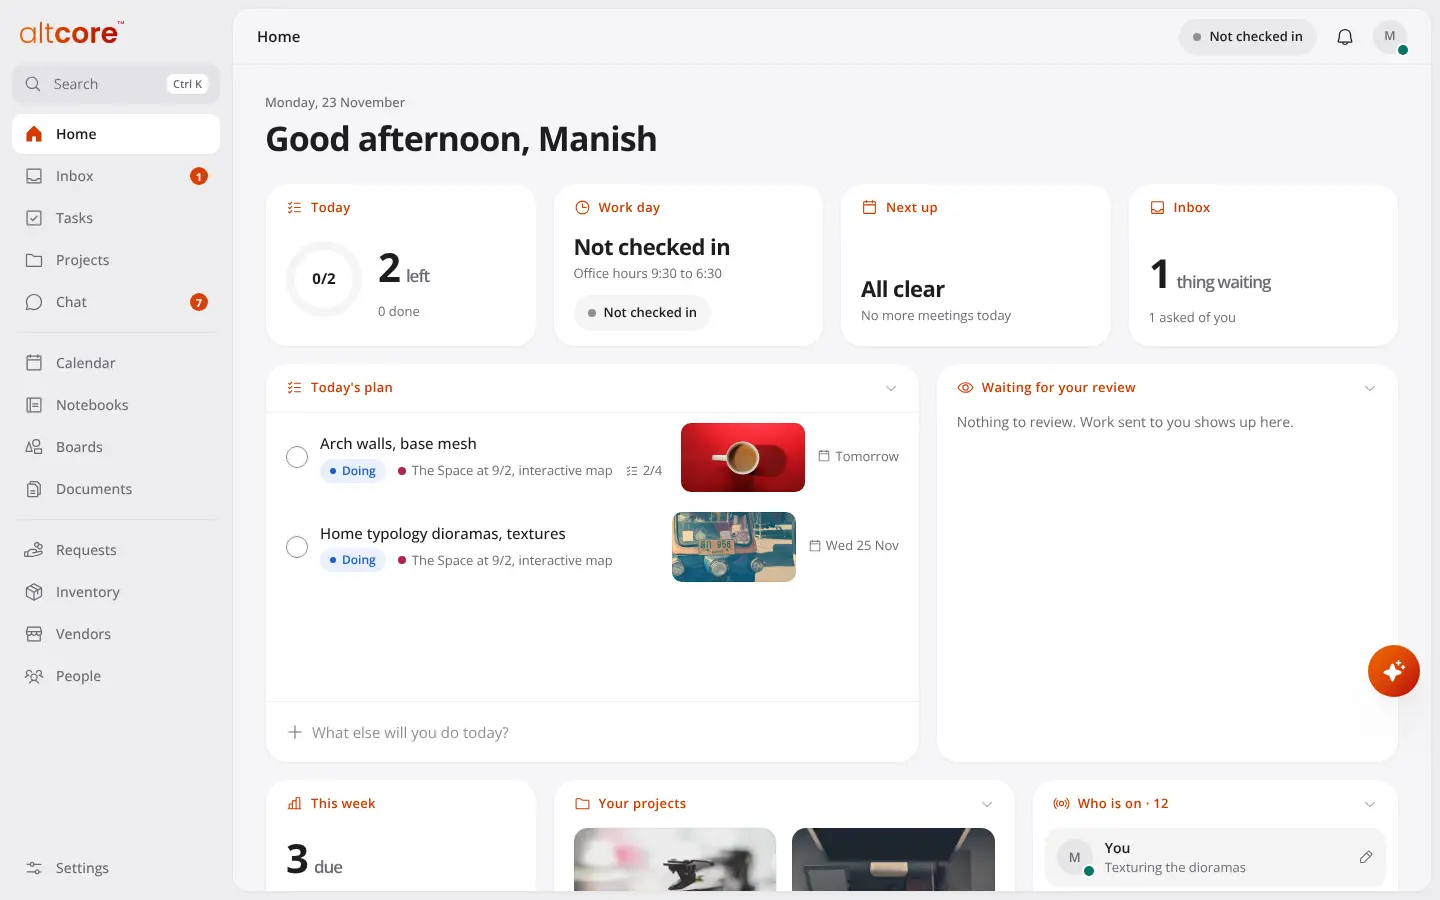 altcore™
Search
Ctrl K
Home
Inbox
1
Tasks
Projects
Chat
7
Calendar
Notebooks
Boards
Documents
Requests
Inventory
Vendors
People
Settings
Home
Not checked in
M
Monday, 23 November
Good afternoon, Manish
Today
0/2
2 left
0 done
Work day
Not checked in
Office hours 9:30 to 6:30
Not checked in
Next up
All clear
No more meetings today
Inbox
1 thing waiting
1 asked of you
Today's plan
Arch walls, base mesh
Doing
The Space at 9/2, interactive map
2/4
Tomorrow
Home typology dioramas, textures
Doing
The Space at 9/2, interactive map
Wed 25 Nov
What else will you do today?
Waiting for your review
Nothing to review. Work sent to you shows up here.
This week
3 due
Your projects
Who is on · 12
M
You
Texturing the dioramas